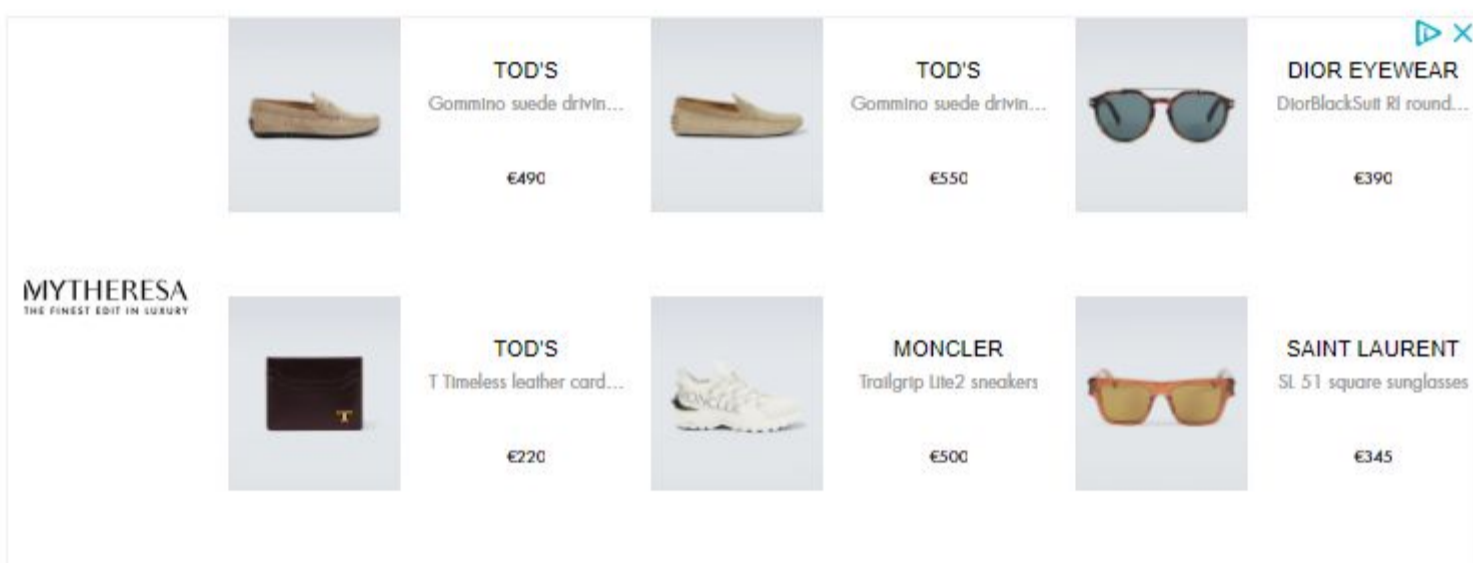 TOD'S
Gommino suede drivin...
€490
TOD'S
Gommino suede drivin...
€550
DIOR EYEWEAR
DiorBlackSuit RI round...
€390
MYTHERESA
THE FINEST EDIT IN LUXURY
TOD'S
T Timeless leather card...
€220
MONCLER
Trailgrip Lite2 sneakers
€500
SAINT LAURENT
SL 51 square sunglasses
€345
MONCLER
T